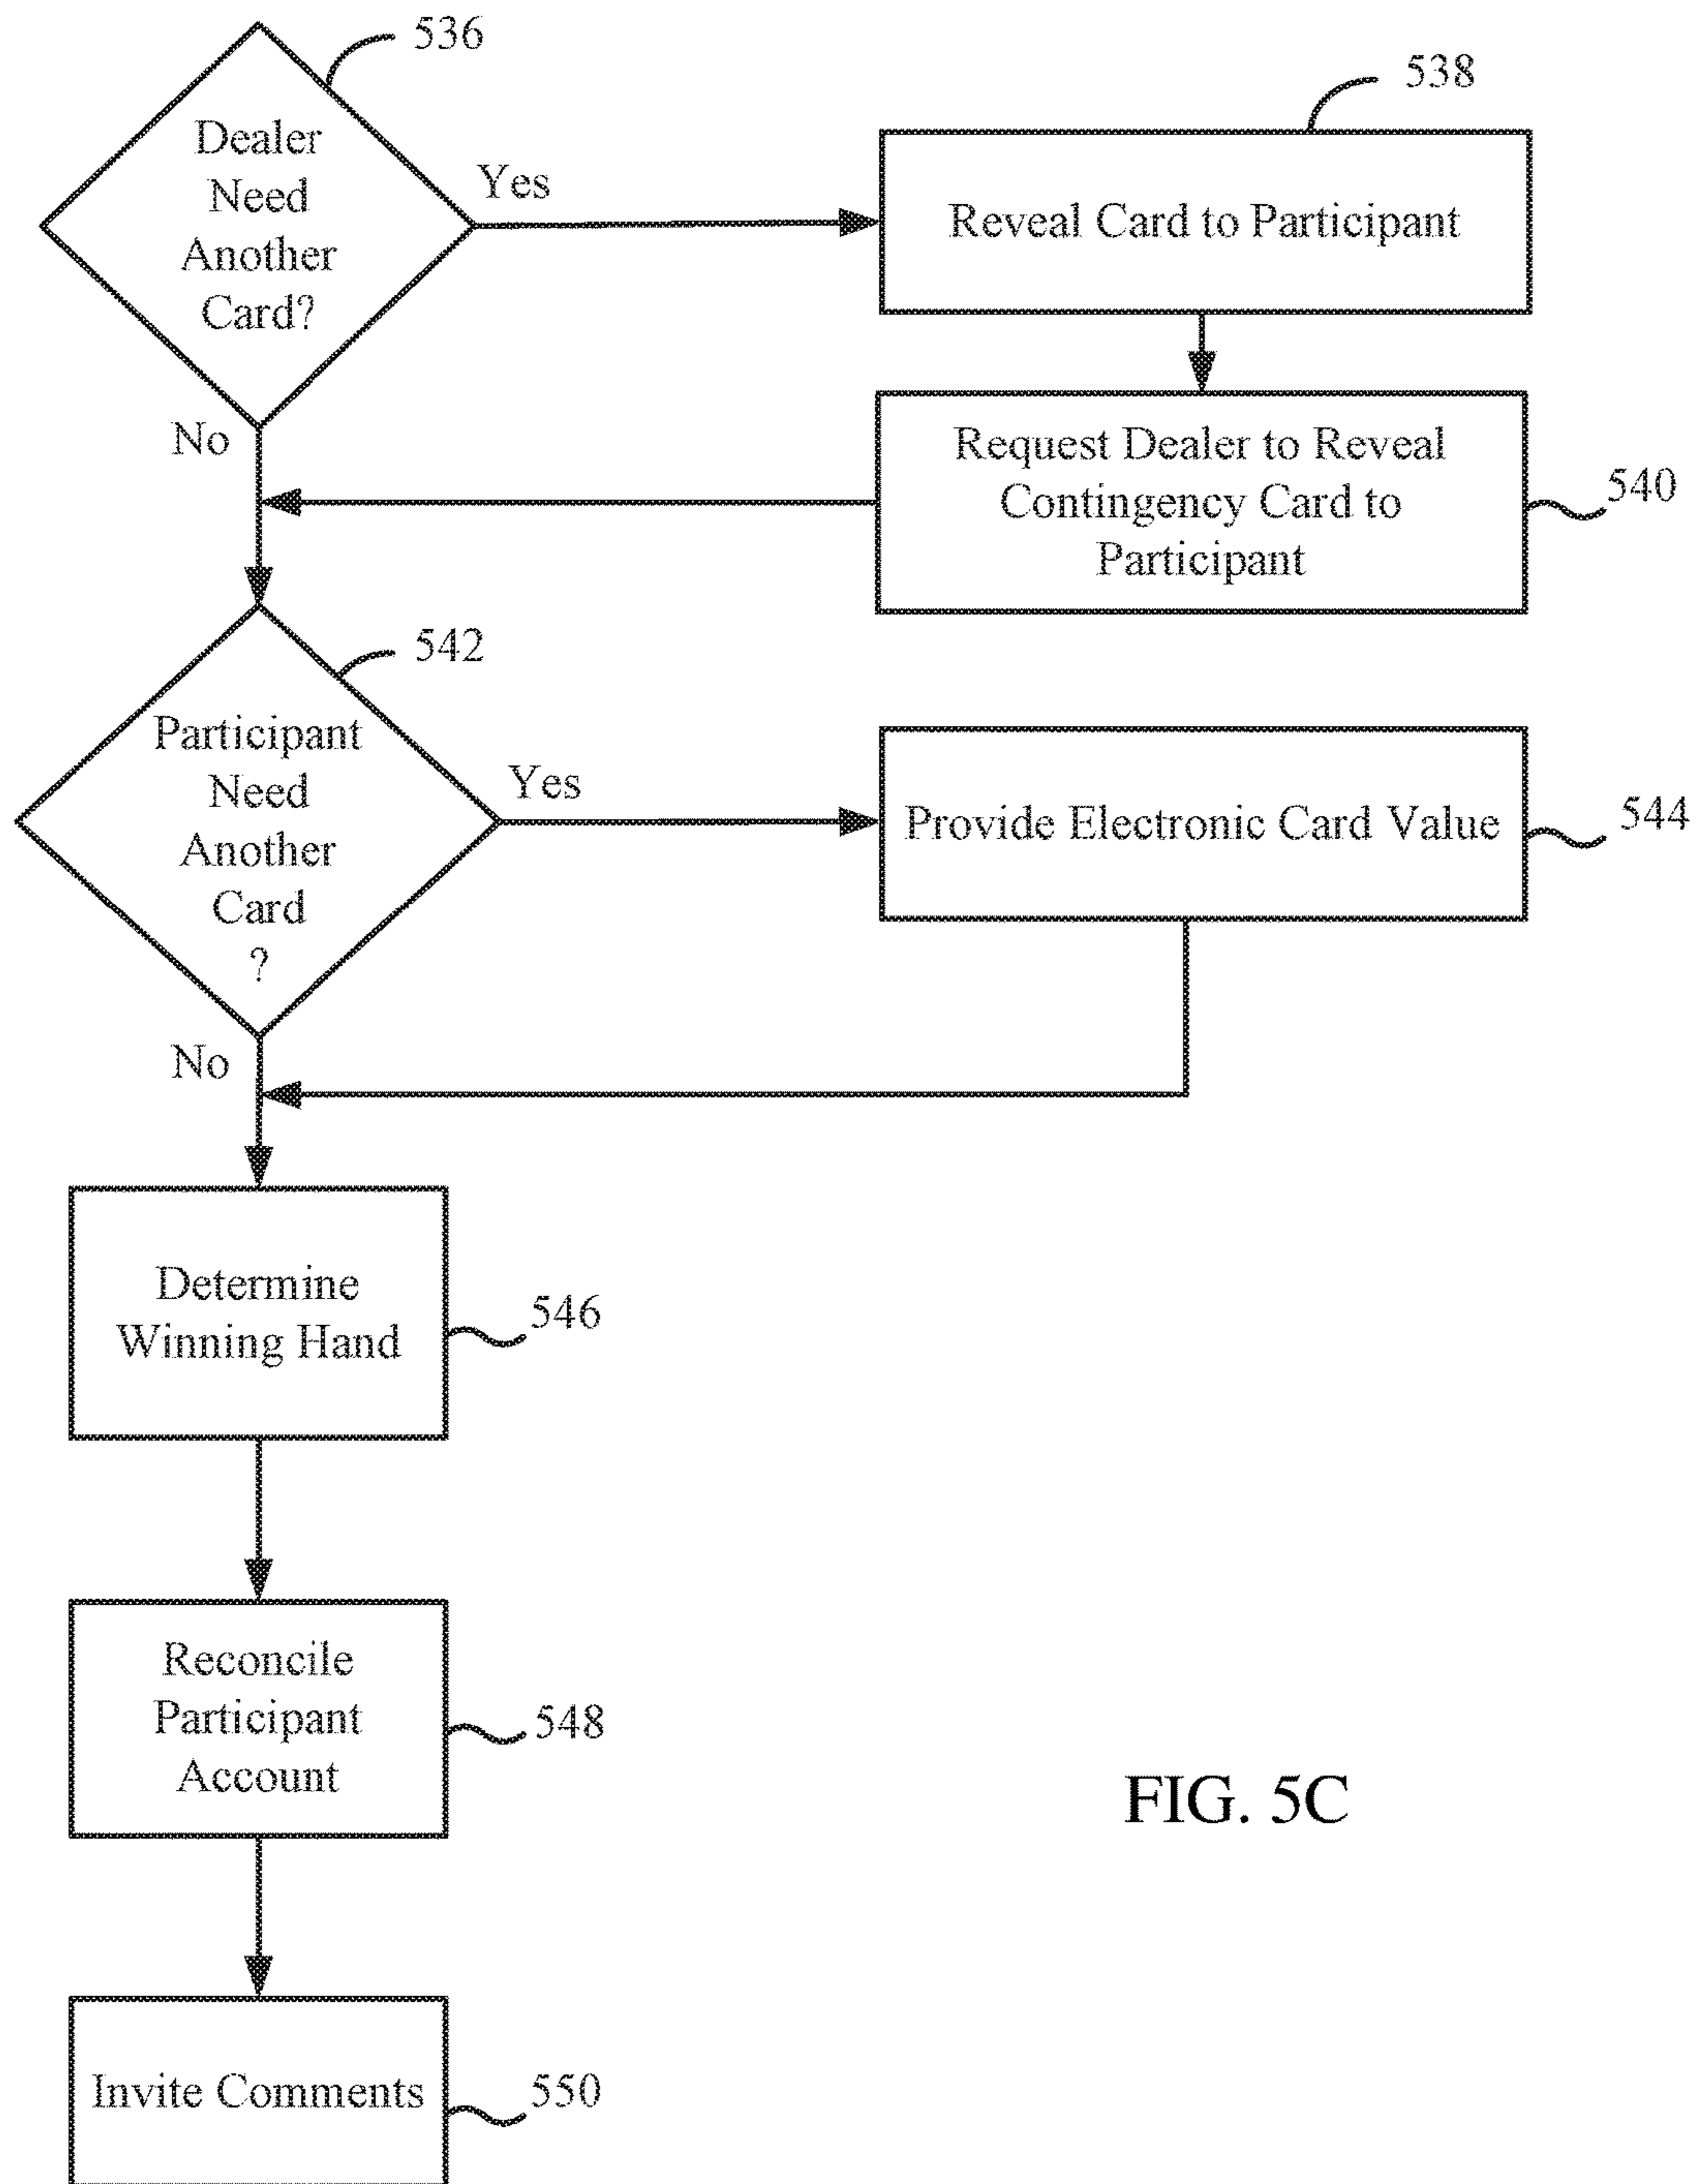 536
Dealer
Need
Another
Card?
Yes
538
Reveal Card to Participant
No
Request Dealer to Reveal
Contingency Card to
Participant
540
542
Participant
Need
Another
Card
?
Yes
Provide Electronic Card Value
544
No
Determine
Winning Hand
546
Reconcile
Participant
Account
548
FIG. 5C
Invite Comments
550